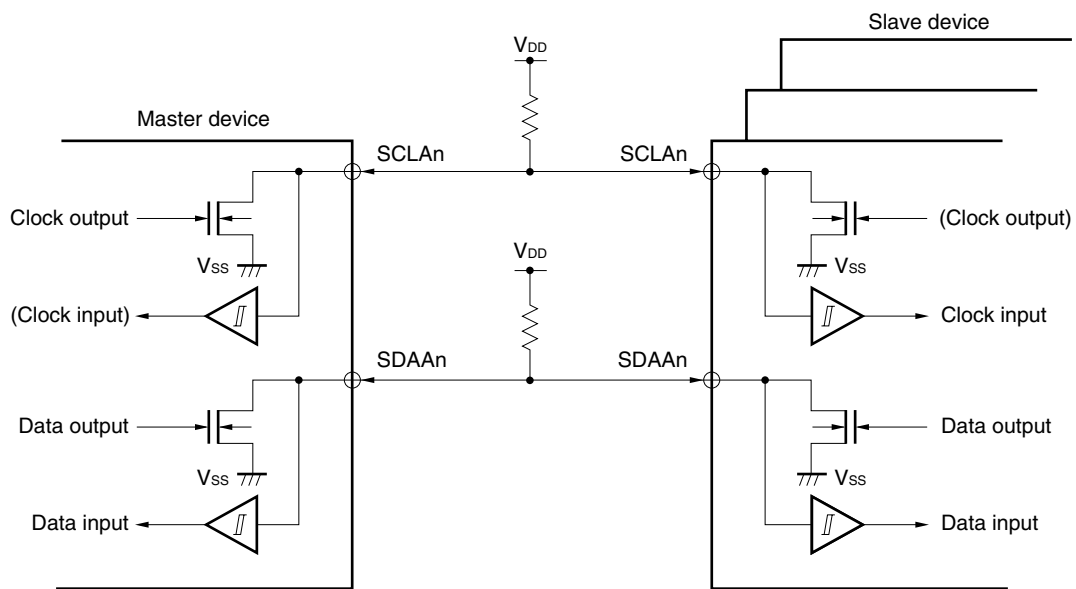 Slave device
VDD
Master device
SCLAn SCLAn
Clock output (Clock output)
VSS VSS
VDD
(Clock input) Clock input
SDAAn SDAAn
Data output Data output
VSS VSS
Data input Data input